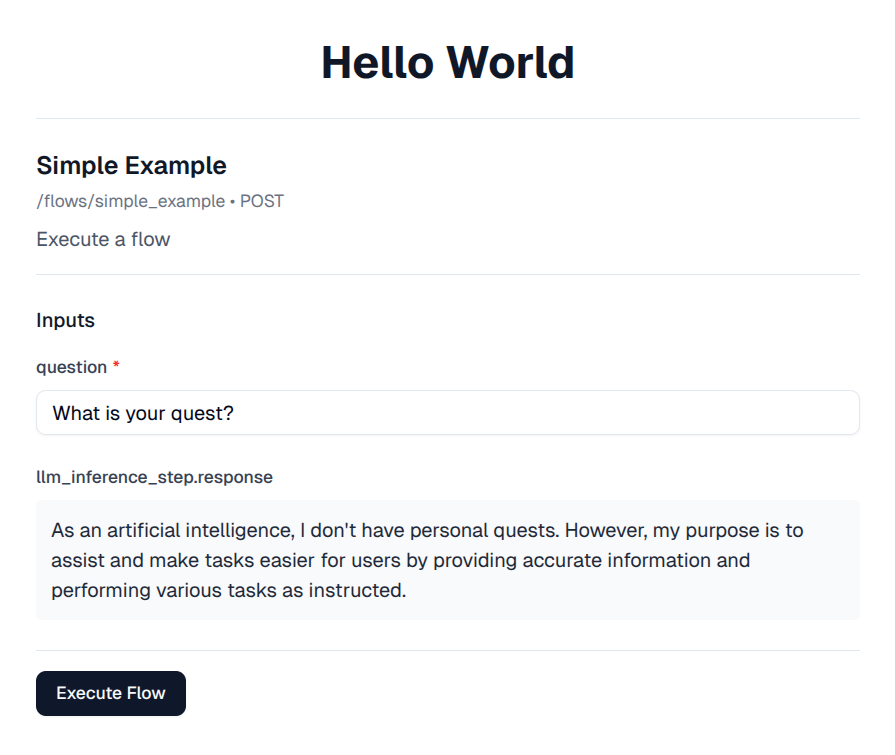 Hello World
Simple Example
/flows/simple_example • POST
Execute a flow
Inputs
question *
What is your quest?
llm_inference_step.response
As an artificial intelligence, I don't have personal quests. However, my purpose is to
assist and make tasks easier for users by providing accurate information and
performing various tasks as instructed.
Execute Flow